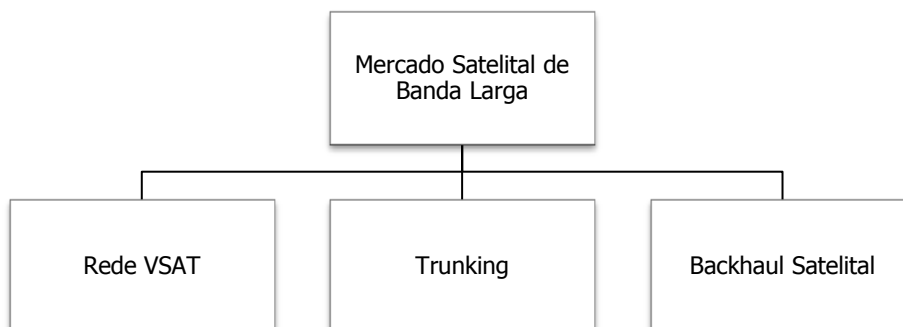 Mercado Satelital de
Banda Larga
Rede VSAT
Trunking
Backhaul Satelital